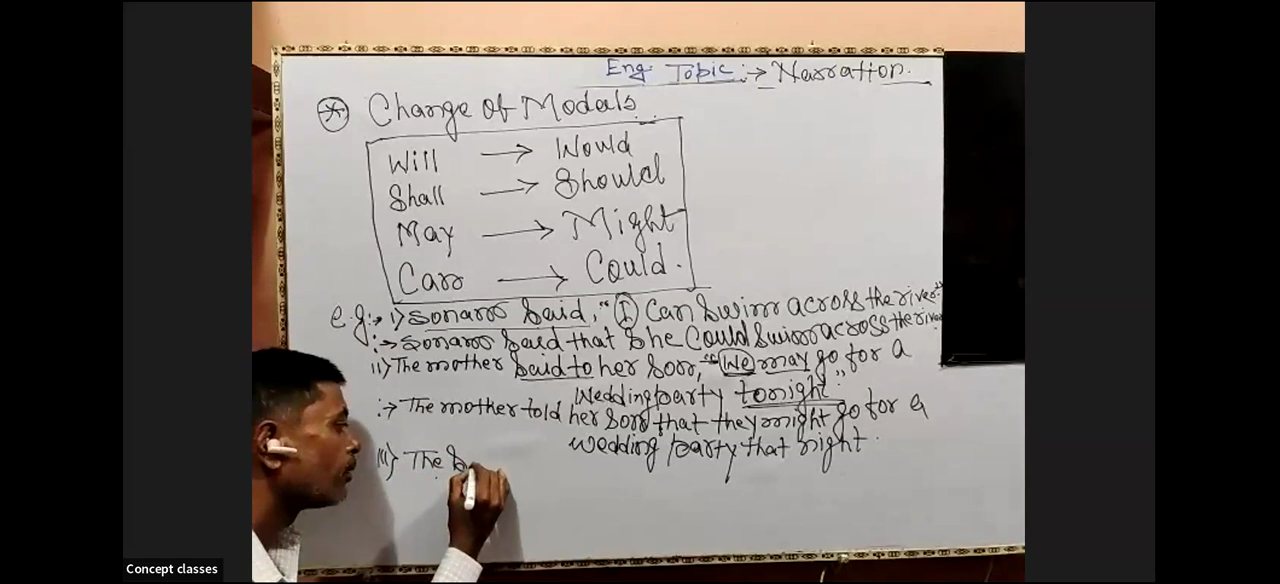 Eng. Topic :→ Narration.
* Change of Modals
Will → Would
Shall → Should
May → Might
Can → Could.
e.g :→ i) Sonam said, "I can swim across the river."
:→ Sonam said that she could swim across the river
ii) The mother said to her son, "We may go for a
wedding party tonight."
:→ The mother told her son that they might go for a
wedding party that night.
iii) The
Concept classes